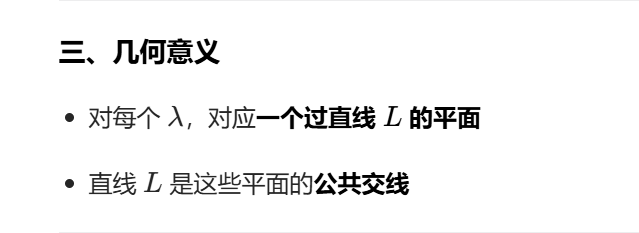 三、几何意义
• 对每个 λ，对应一个过直线 L 的平面
• 直线 L 是这些平面的公共交线